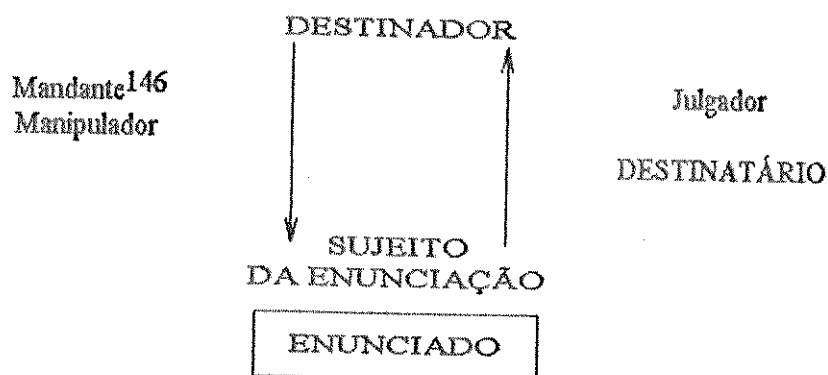 DESTINADOR
Mandante146
Manipulador
Julgador
DESTINATÁRIO
SUJEITO
DA ENUNCIAÇÃO
ENUNCIADO